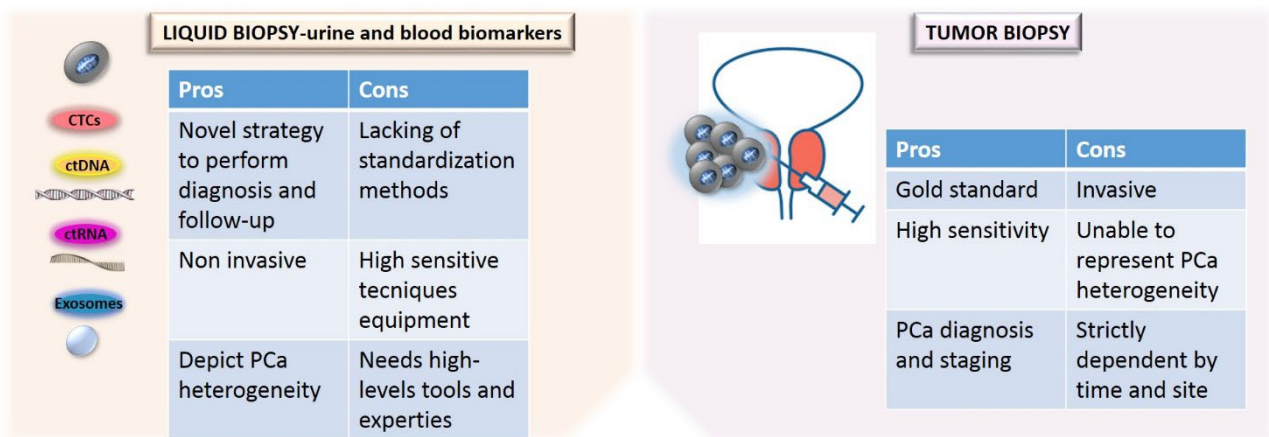 LIQUID BIOPSY-urine and blood biomarkers
CTCs
ctDNA
ctRNA
Exosomes
Pros
Cons
Novel strategy
to perform
diagnosis and
follow-up
Lacking of
standardization
methods
Non invasive
High sensitive
tecniques
equipment
Depict PCa
heterogeneity
Needs high-
levels tools and
experties
TUMOR BIOPSY
Pros
Cons
Gold standard
Invasive
High sensitivity
Unable to
represent PCa
heterogeneity
PCa diagnosis
and staging
Strictly
dependent by
time and site